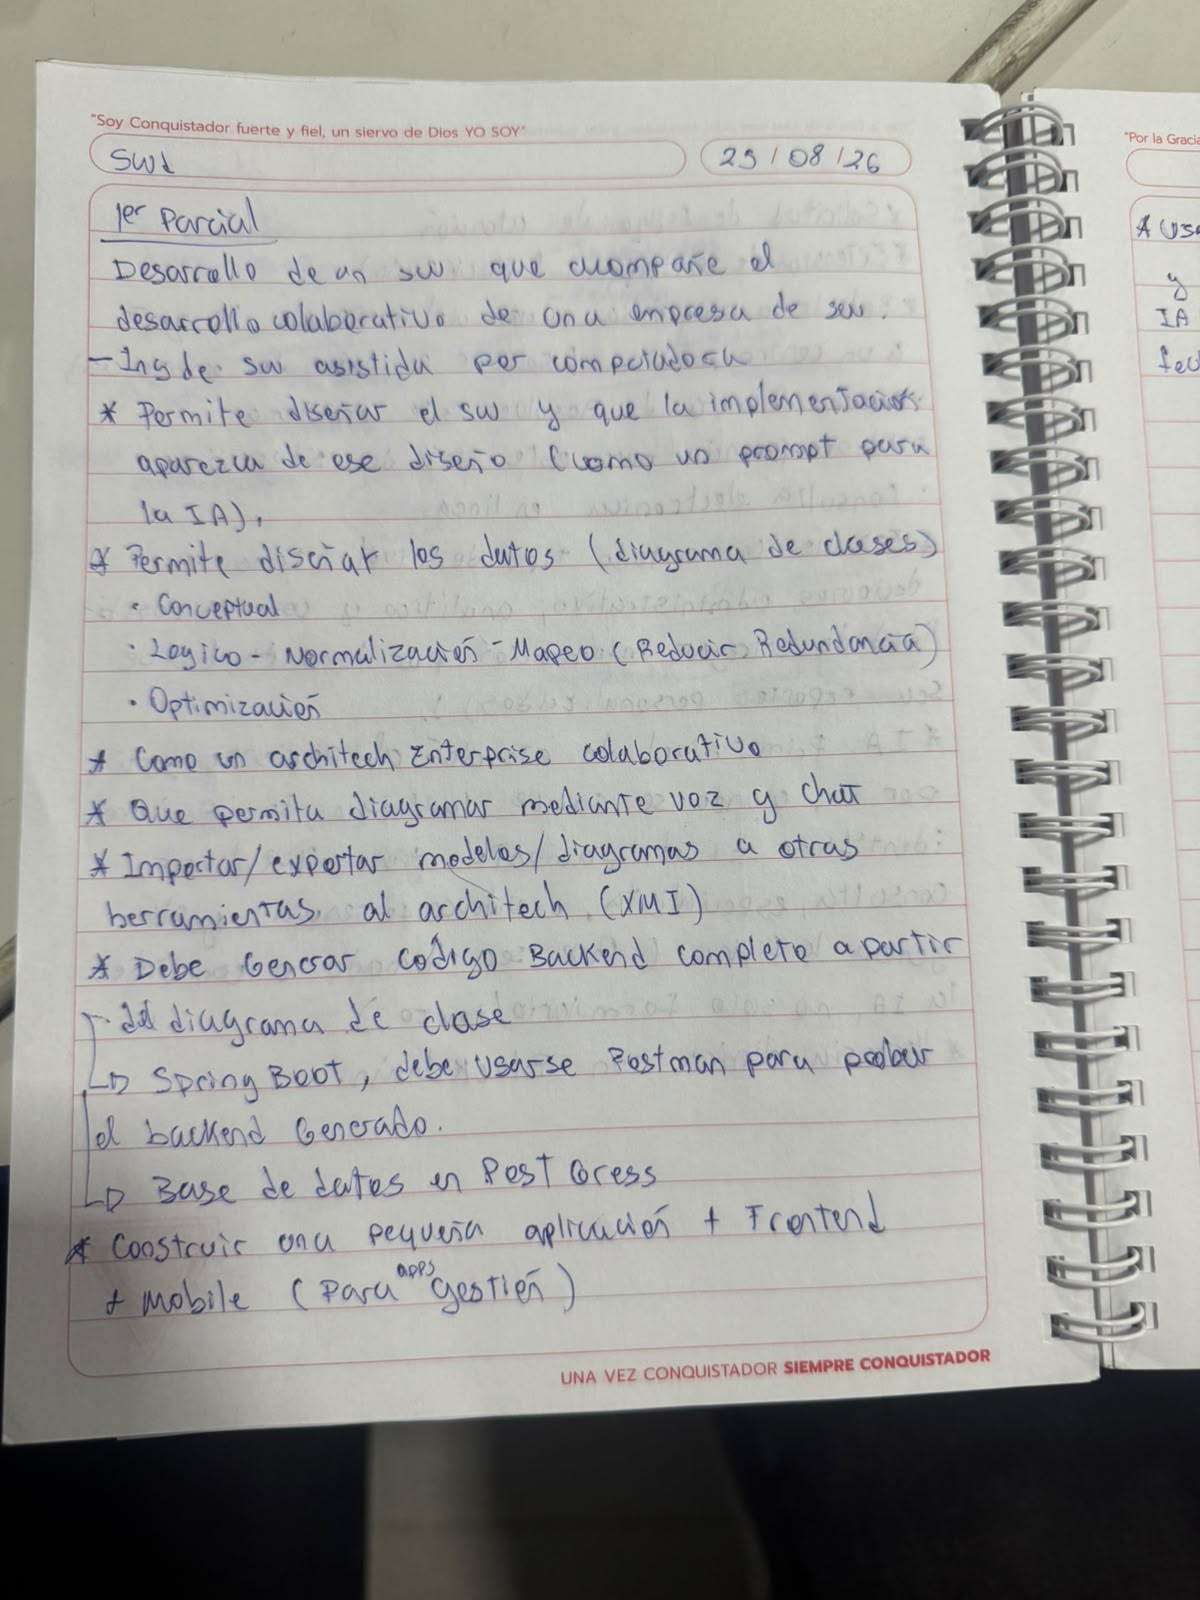 "Soy Conquistador fuerte y fiel, un siervo de Dios YO SOY"
SW1
25/08/26
1er Parcial
Desarrollo de un sw que acompañe el
desarrollo colaborativo de una empresa de sw.
- Ing de sw asistida por computadora
* Permite diseñar el sw y que la implementación
aparezca de ese diseño (como un prompt para
la IA).
* Permite diseñar los datos (diagrama de clases)
· Conceptual
· Logico - Normalización - Mapeo (Reducir Redundancia)
· Optimización
* Como un architech Enterprise colaborativo
* Que permita diagramar mediante voz y chat
* Importar/exportar modelos/diagramas a otras
herramientas al architech (XMI)
* Debe Generar código Backend completo a partir
del diagrama de clase
Spring Boot, debe usarse Postman para probar
el backend Generado.
Base de datos en PostGress
* Construir una pequeña aplicación + Frontend
+ Mobile (Para apps gestión)
UNA VEZ CONQUISTADOR SIEMPRE CONQUISTADOR
"Por la Gracia
y
IA